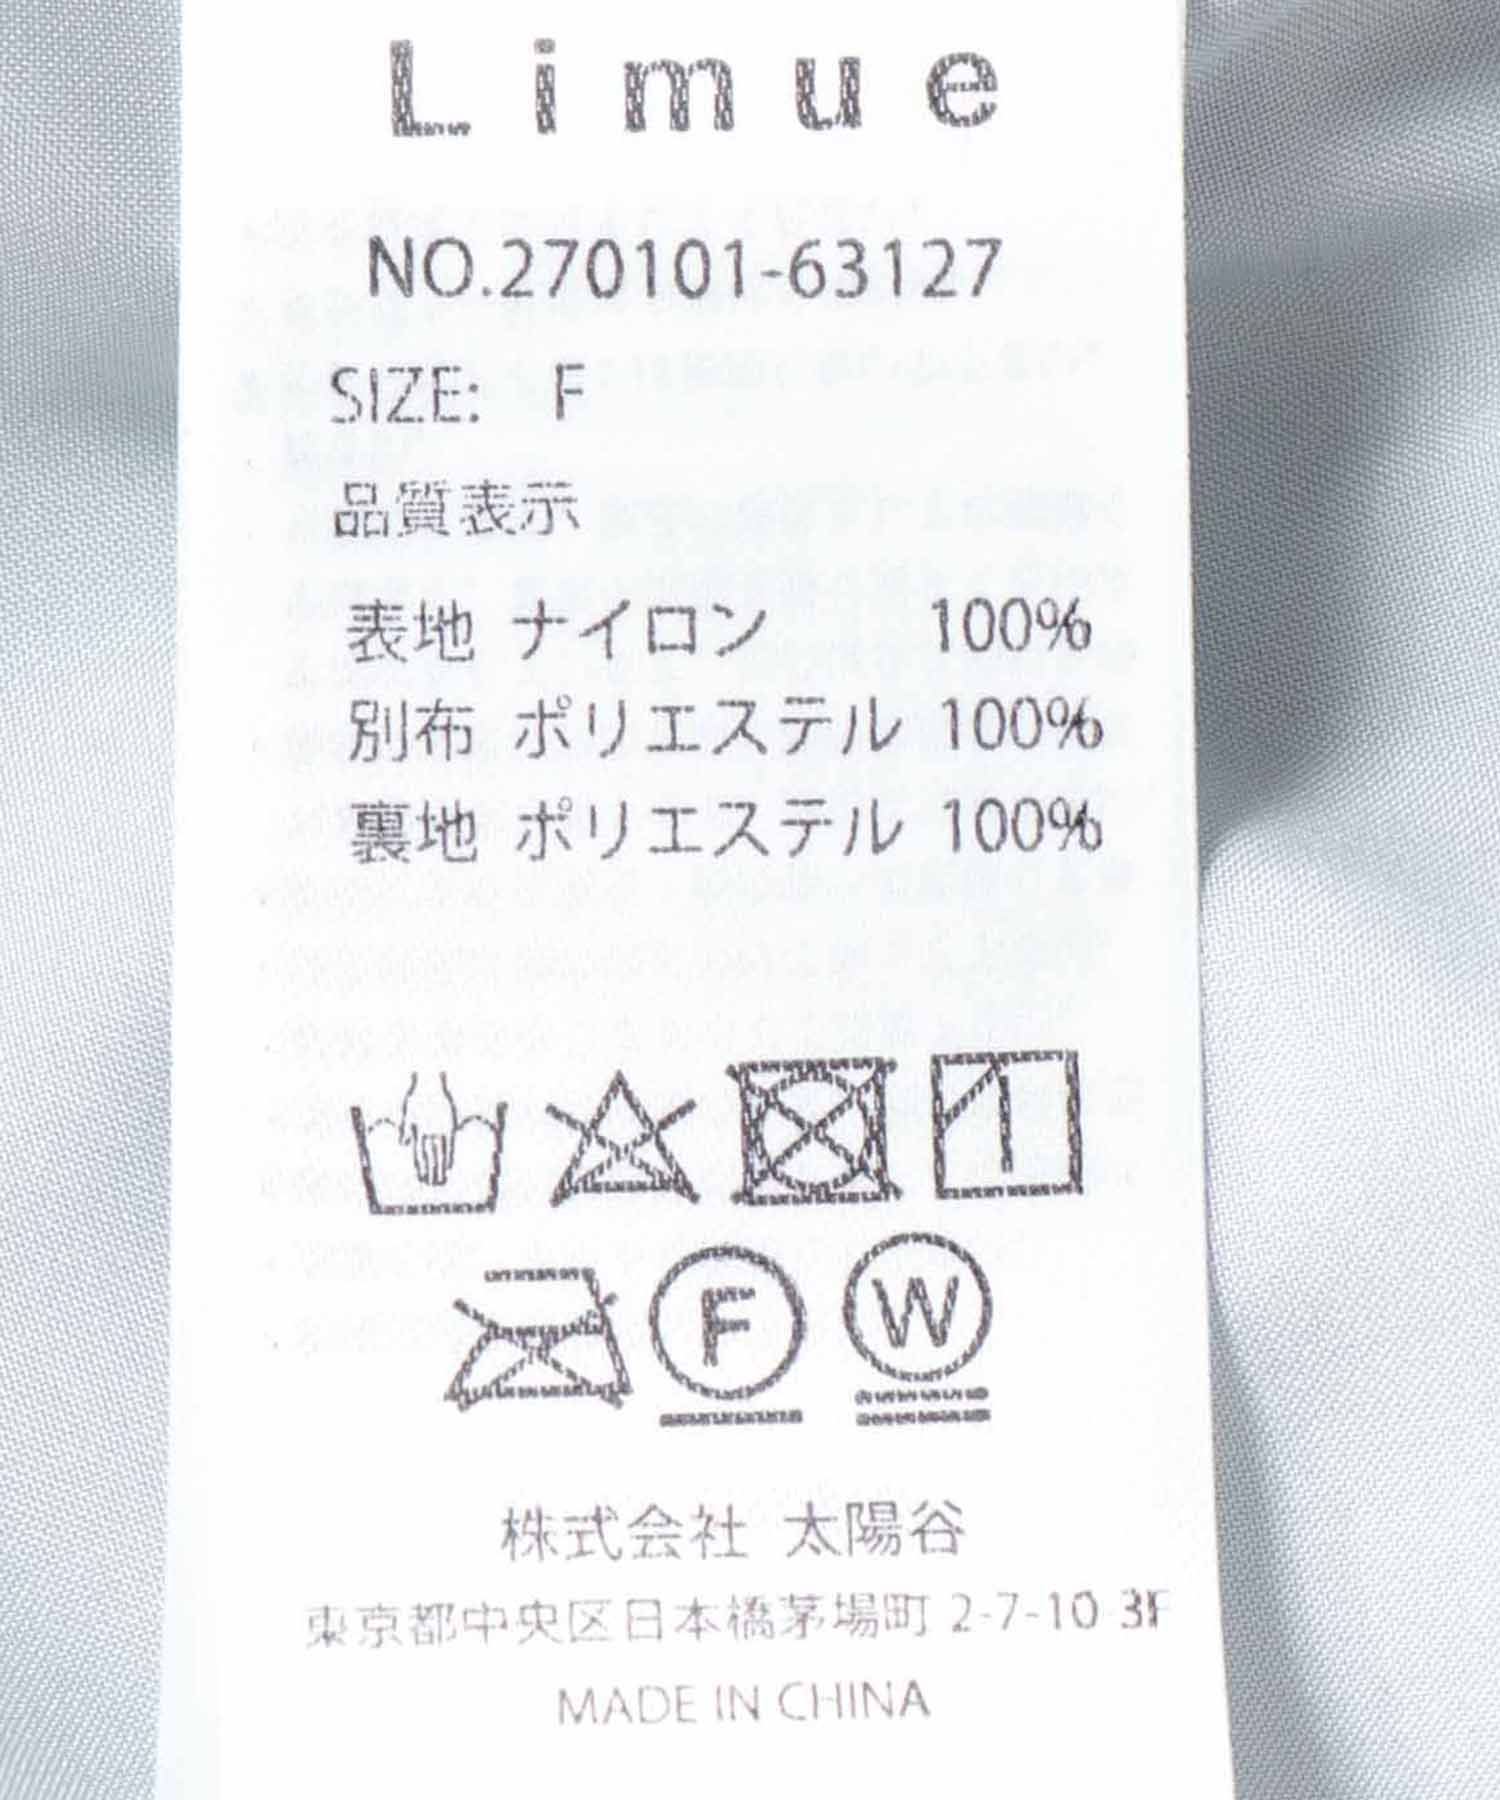 Limue
NO.270101-63127
SIZE: F
品質表示
表地 ナイロン 100%
別布 ポリエステル 100%
裏地 ポリエステル 100%
F W
株式会社 太陽谷
東京都中央区日本橋茅場町 2-7-10 3F
MADE IN CHINA